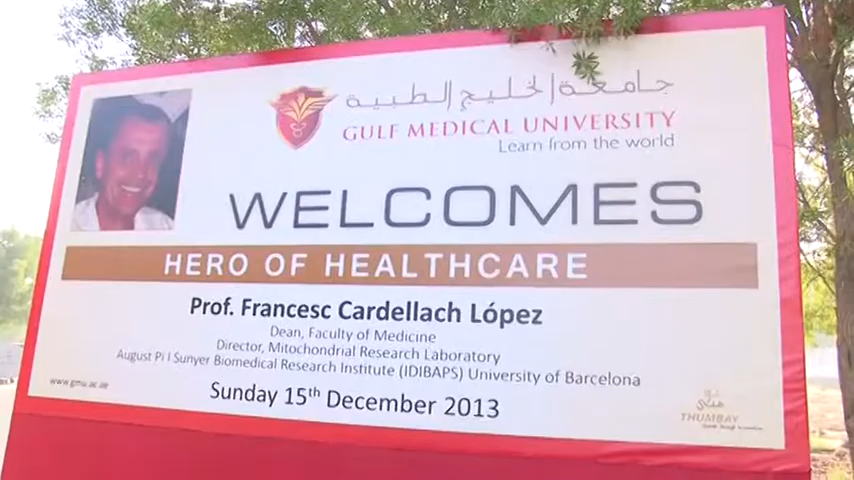 جامعة الخليج الطبية
GULF MEDICAL UNIVERSITY
Learn from the world
WELCOMES
HERO OF HEALTHCARE
Prof. Francesc Cardellach López
Dean, Faculty of Medicine
Director, Mitochondrial Research Laboratory
August Pi I Sunyer Biomedical Research Institute (IDIBAPS) University of Barcelona
www.gmu.ac.ae
Sunday 15th December 2013
THUMBAY